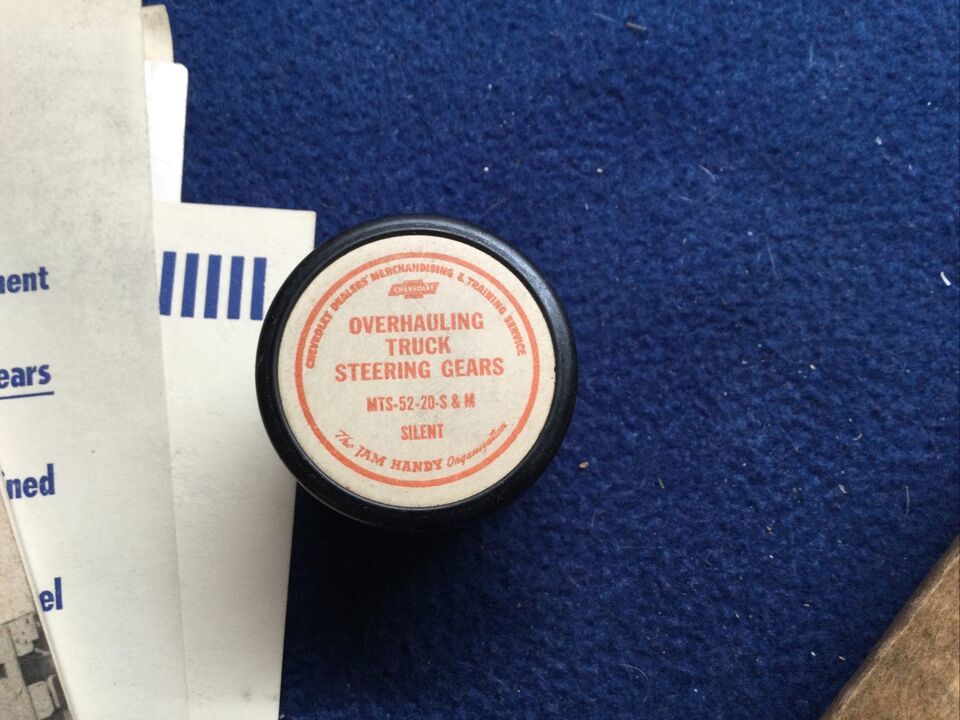 CHEVROLET DEALERS' MERCHANDISING & TRAINING SERVICE
CHEVROLET
OVERHAULING
TRUCK
STEERING GEARS
MTS-52-20-S & M
SILENT
The JAM HANDY Organization
ment
ears
ned
el